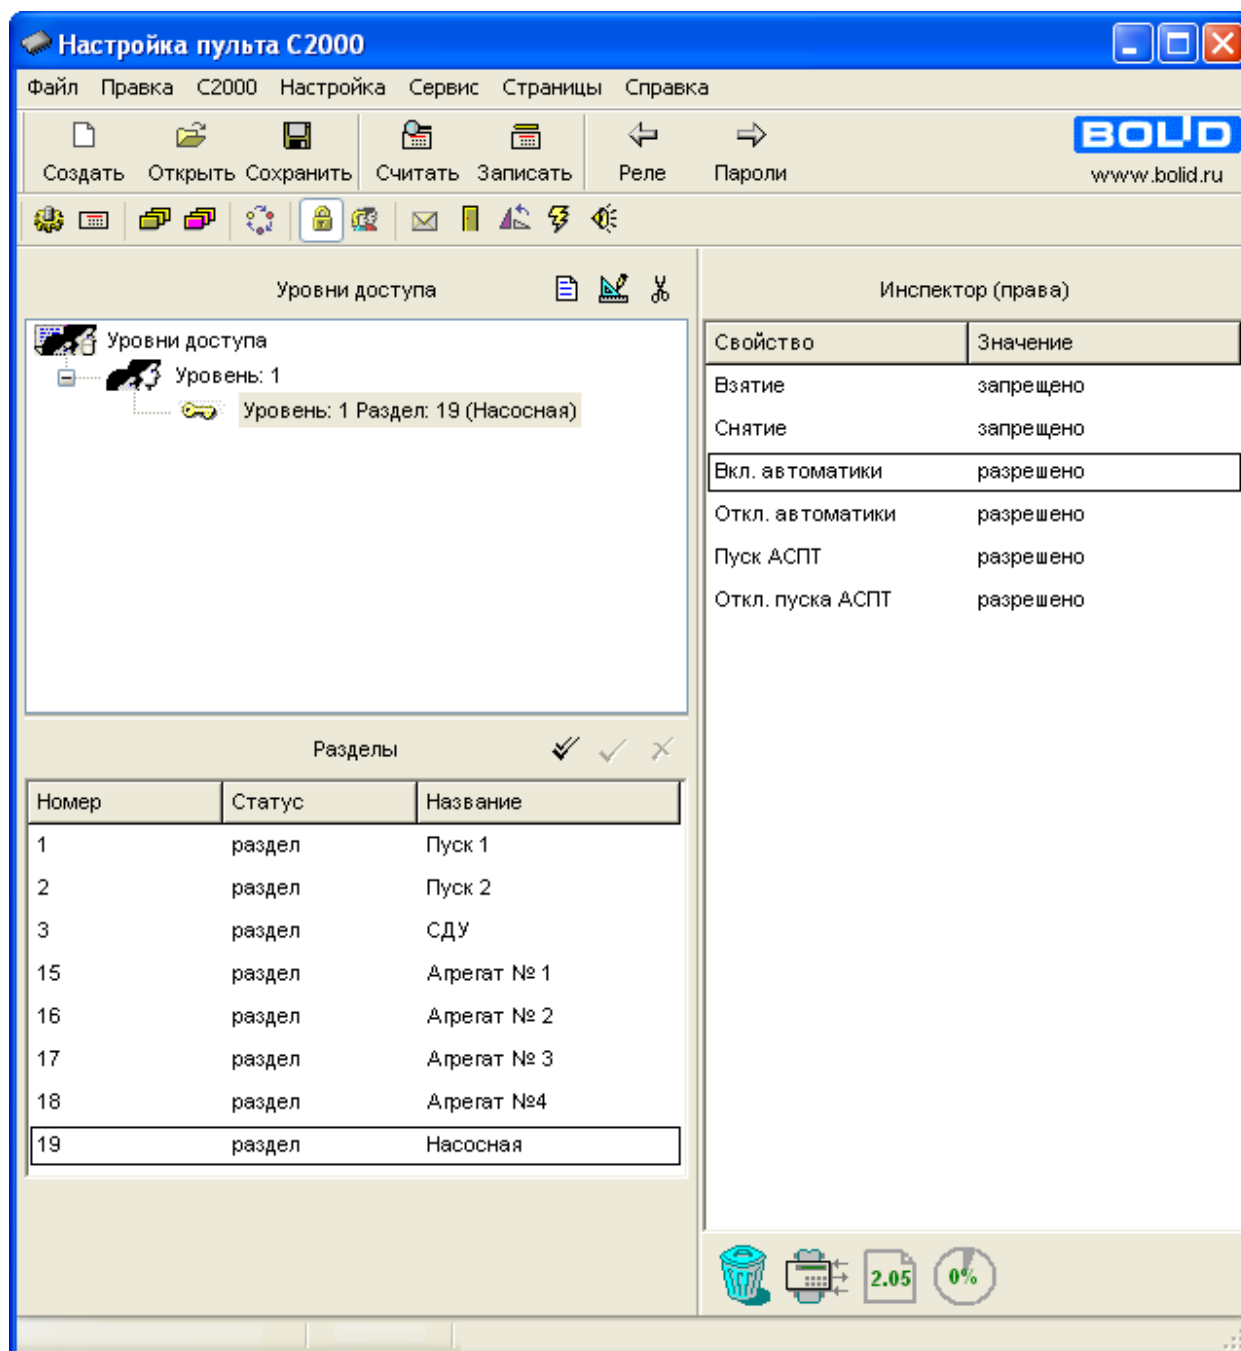 Настройка пульта С2000
Файл Правка С2000 Настройка Сервис Страницы Справка
Создать Открыть Сохранить Считать Записать Реле Пароли
BOLID
www.bolid.ru
Уровни доступа
Уровни доступа
Уровень: 1
Уровень: 1 Раздел: 19 (Насосная)
Разделы
Номер Статус Название
1 раздел Пуск 1
2 раздел Пуск 2
3 раздел СДУ
15 раздел Агрегат № 1
16 раздел Агрегат № 2
17 раздел Агрегат № 3
18 раздел Агрегат №4
19 раздел Насосная
Инспектор (права)
Свойство Значение
Взятие запрещено
Снятие запрещено
Вкл. автоматики разрешено
Откл. автоматики разрешено
Пуск АСПТ разрешено
Откл. пуска АСПТ разрешено
2.05 0%